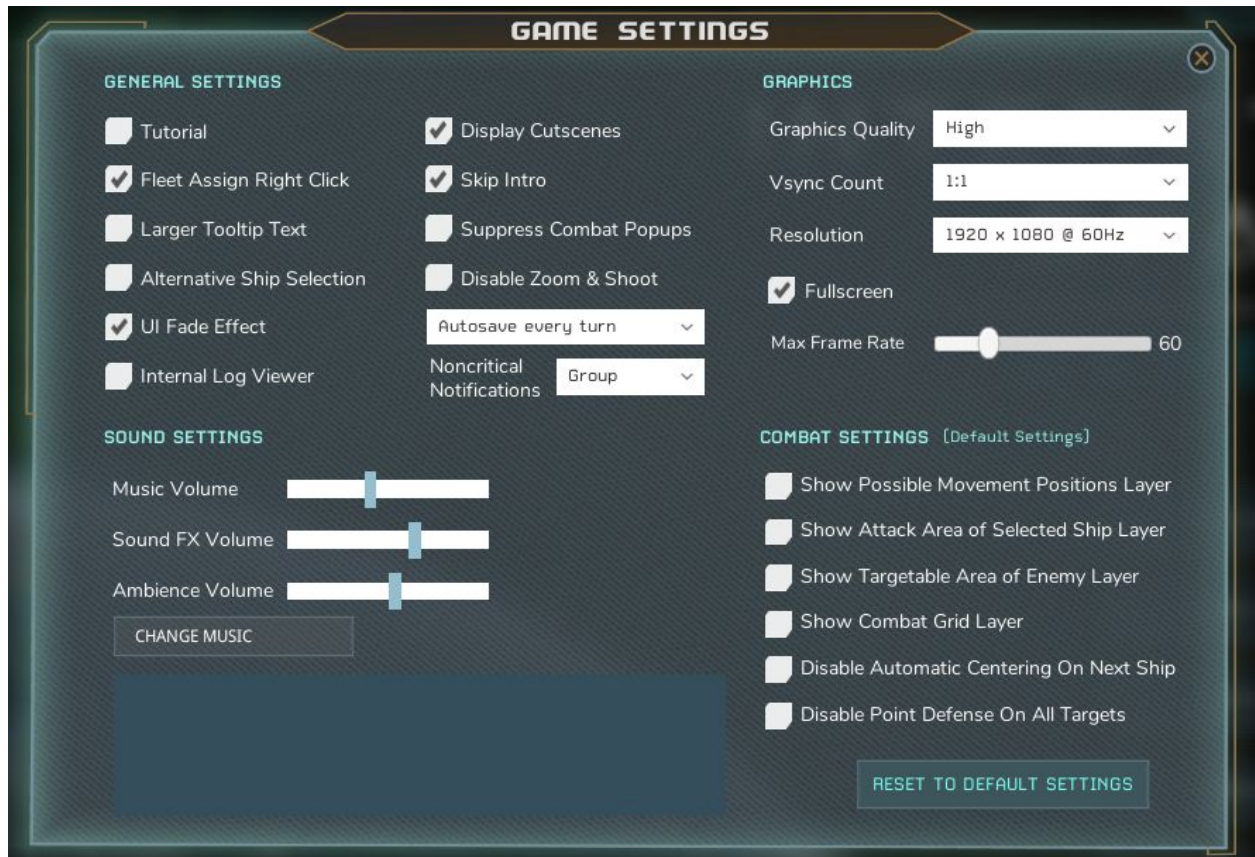 GAME SETTINGS
GENERAL SETTINGS
Tutorial
Display Cutscenes
Fleet Assign Right Click
Skip Intro
Larger Tooltip Text
Suppress Combat Popups
Alternative Ship Selection
Disable Zoom & Shoot
UI Fade Effect
Autosave every turn
Internal Log Viewer
Noncritical
Notifications
Group
GRAPHICS
Graphics Quality High
Vsync Count 1:1
Resolution 1920 x 1080 @ 60Hz
Fullscreen
Max Frame Rate 60
SOUND SETTINGS
Music Volume
Sound FX Volume
Ambience Volume
CHANGE MUSIC
COMBAT SETTINGS (Default Settings)
Show Possible Movement Positions Layer
Show Attack Area of Selected Ship Layer
Show Targetable Area of Enemy Layer
Show Combat Grid Layer
Disable Automatic Centering On Next Ship
Disable Point Defense On All Targets
RESET TO DEFAULT SETTINGS